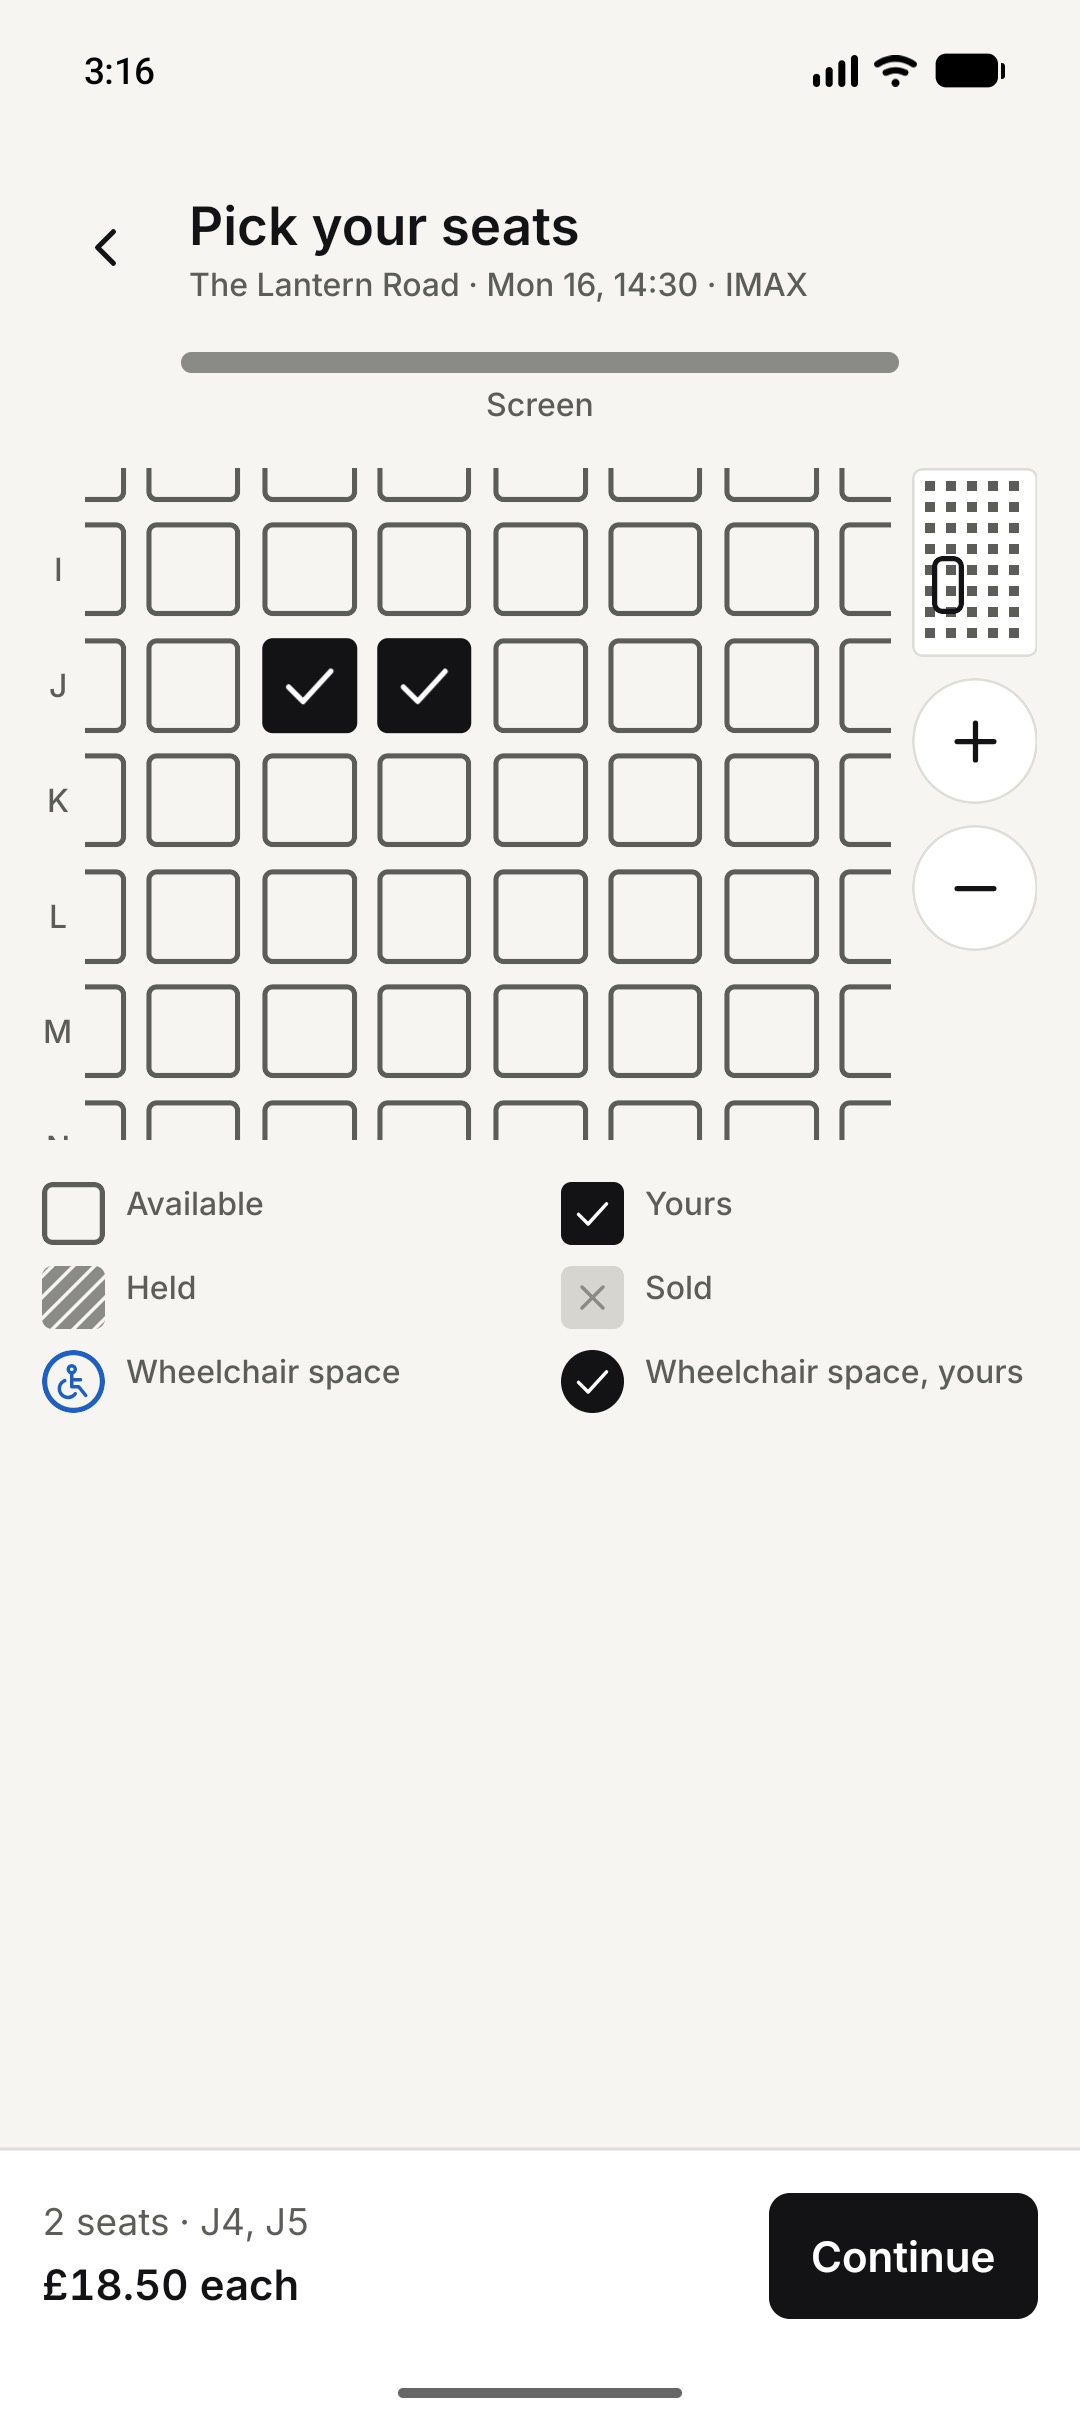 3:16
Pick your seats
The Lantern Road · Mon 16, 14:30 · IMAX
Screen
I
J
K
L
M
Available
Yours
Held
Sold
Wheelchair space
Wheelchair space, yours
2 seats · J4, J5
£18.50 each
Continue